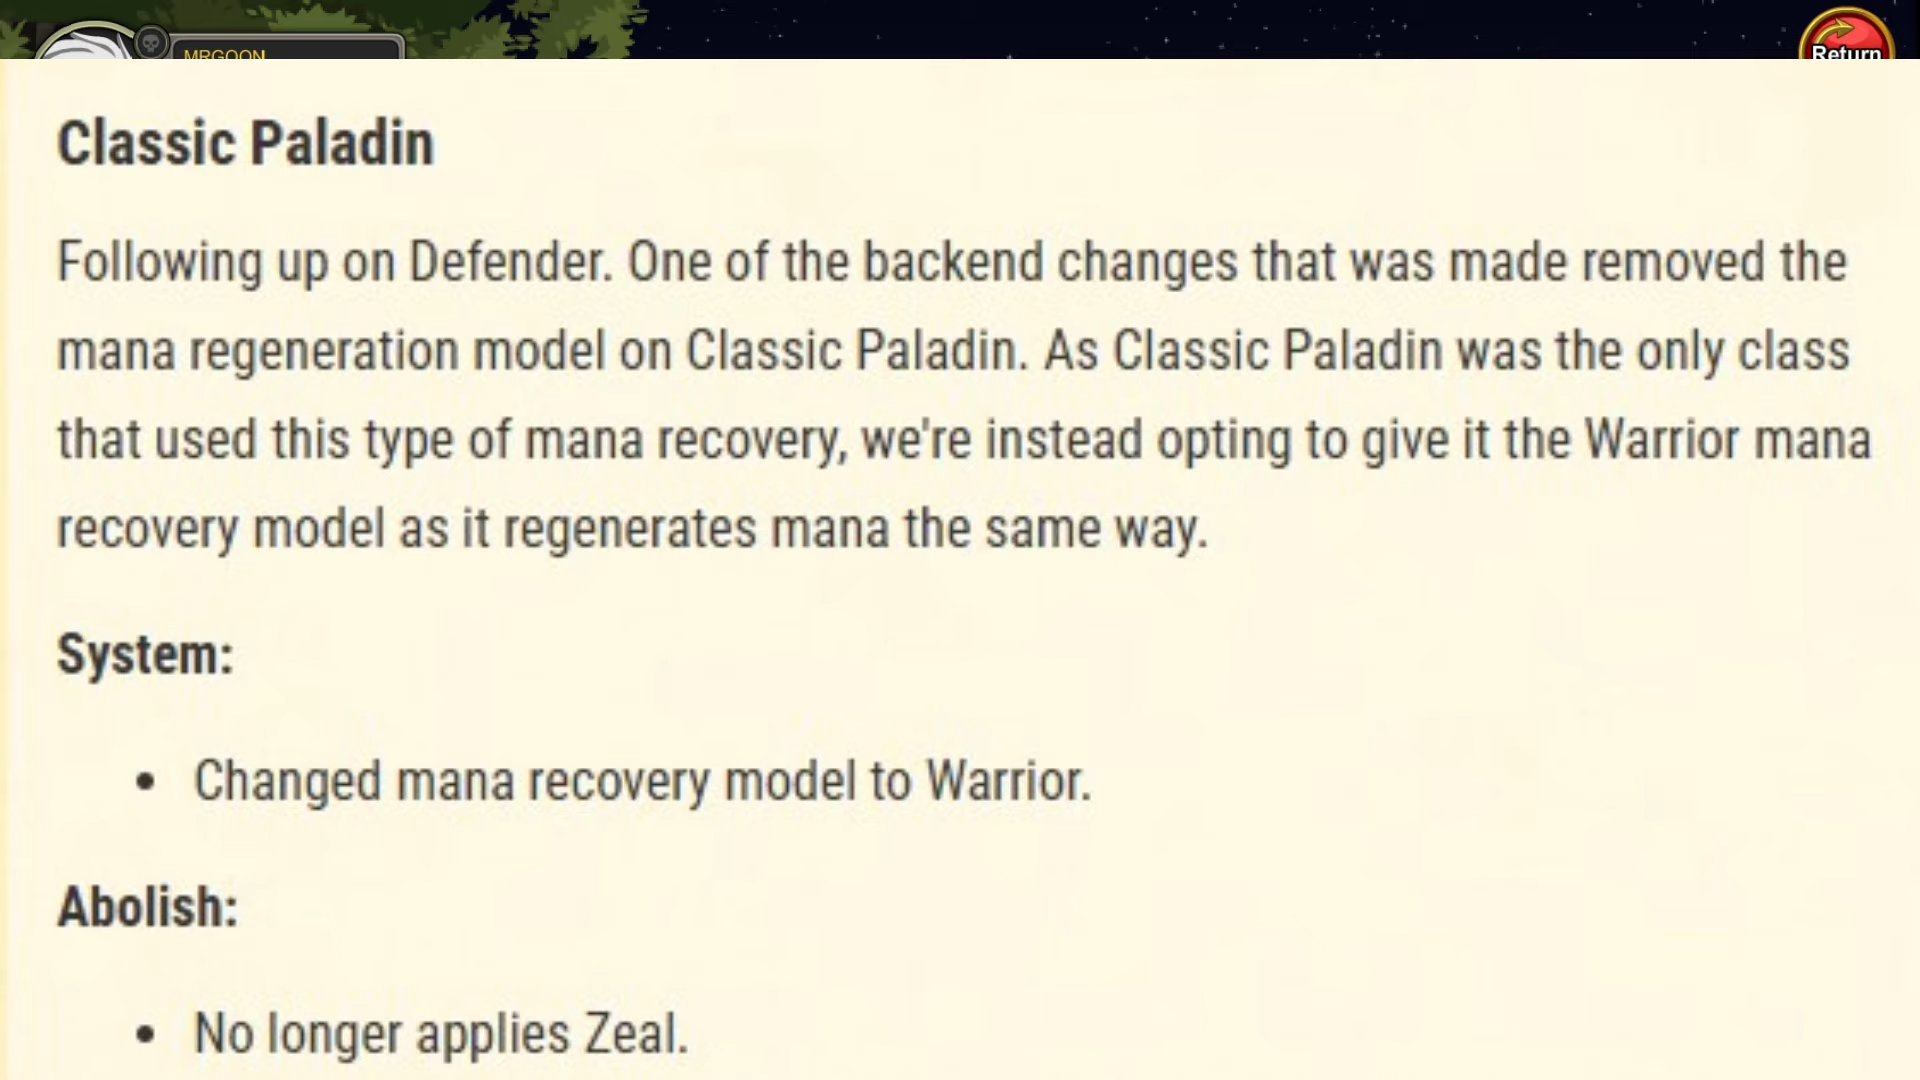 MRGOON
Return
Classic Paladin
Following up on Defender. One of the backend changes that was made removed the
mana regeneration model on Classic Paladin. As Classic Paladin was the only class
that used this type of mana recovery, we're instead opting to give it the Warrior mana
recovery model as it regenerates mana the same way.
System:
• Changed mana recovery model to Warrior.
Abolish:
• No longer applies Zeal.